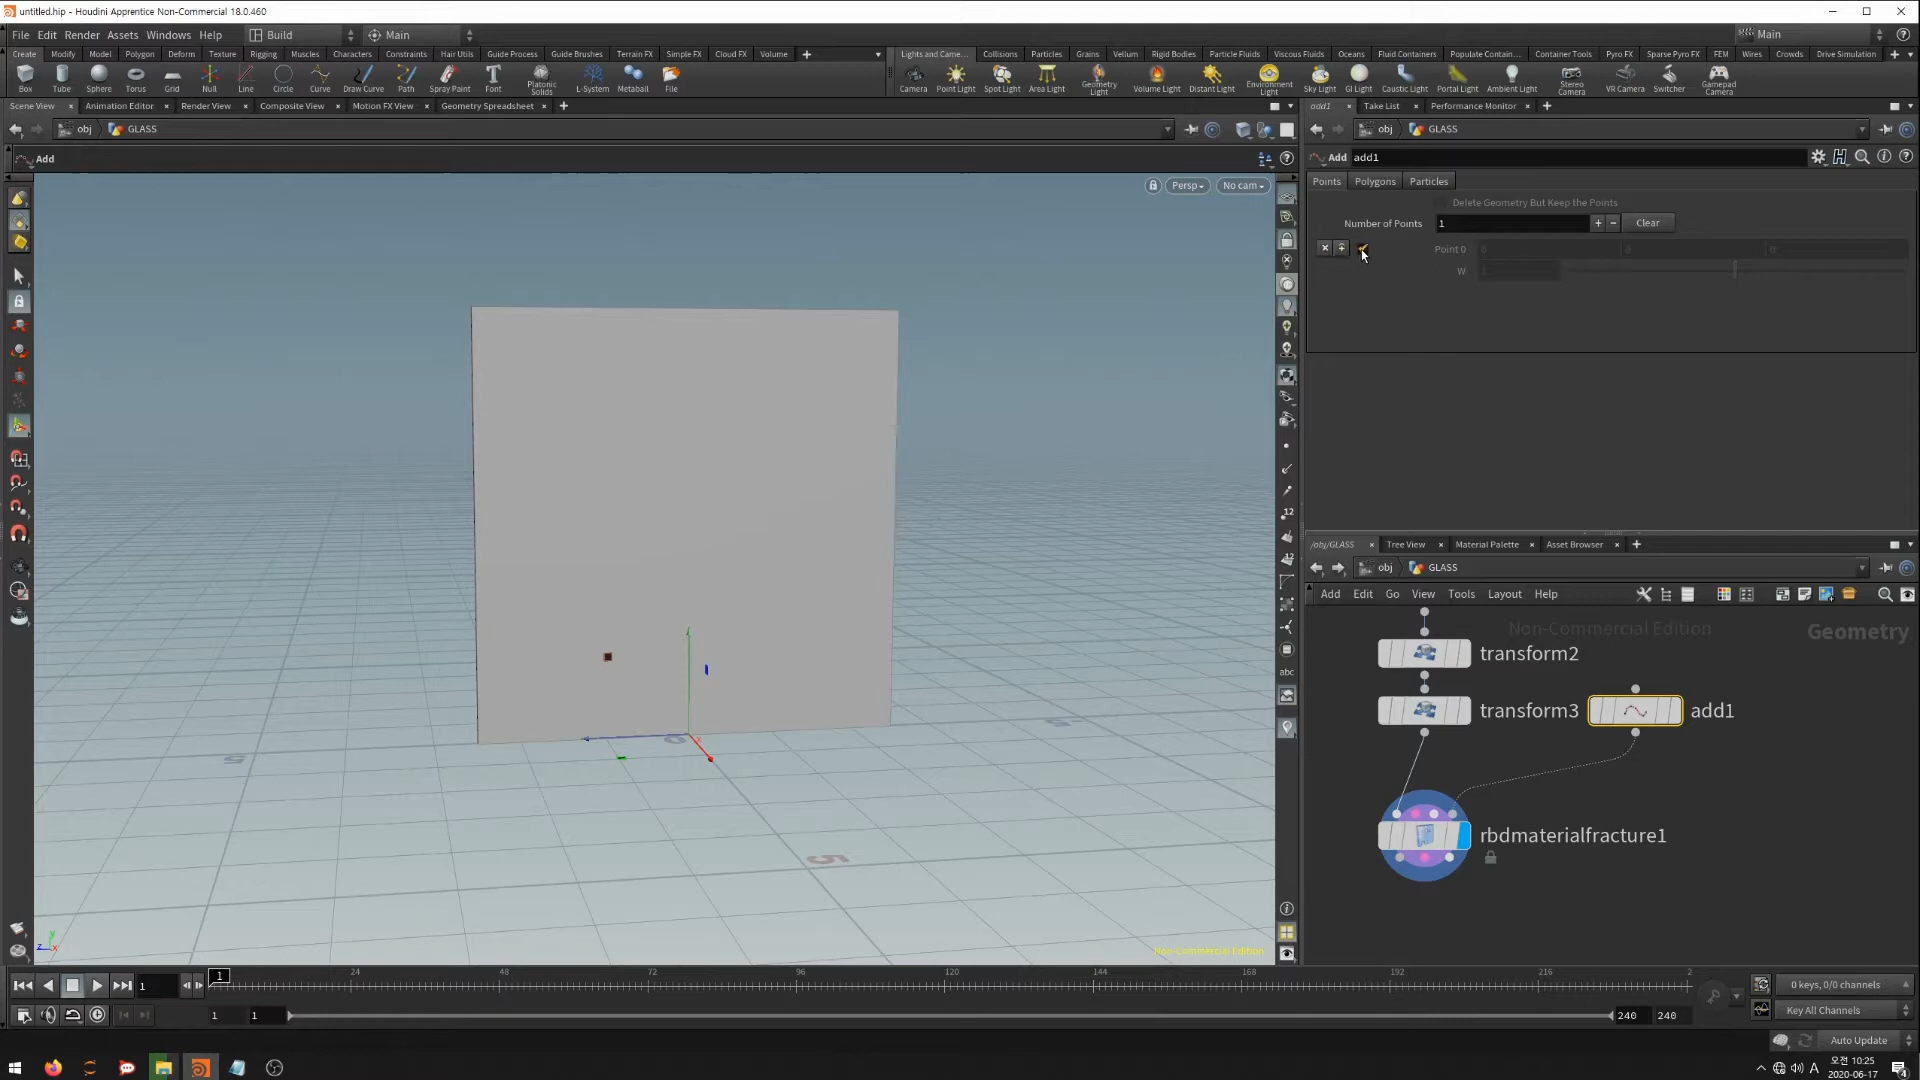 untitled.hip - Houdini Apprentice Non-Commercial 18.0.460
File Edit Render Assets Windows Help Build Main Main
Create Modify Model Polygon Deform Texture Rigging Muscles Characters Constraints Hair Utils Guide Process Guide Brushes Terrain FX Simple FX Cloud FX Volume
Lights and Came... Collisions Particles Grains Vellum Rigid Bodies Particle Fluids Viscous Fluids Oceans Fluid Containers Populate Contain... Container Tools Pyro FX Sparse Pyro FX FEM Wires Crowds Drive Simulation
Box Tube Sphere Torus Grid Null Line Circle Curve Draw Curve Path Spray Paint Font Platonic Solids L-System Metaball File
Camera Point Light Spot Light Area Light Geometry Light Volume Light Distant Light Environment Light Sky Light GI Light Caustic Light Portal Light Ambient Light Stereo Camera VR Camera Switcher Gamepad Camera
Scene View Animation Editor Render View Composite View Motion FX View Geometry Spreadsheet
add1 Take List Performance Monitor
obj GLASS
obj GLASS
Add
Add add1
Persp No cam
Points Polygons Particles
Delete Geometry But Keep the Points
Number of Points 1 Clear
Point 0 0 0 0
W 1
/obj/GLASS Tree View Material Palette Asset Browser
obj GLASS
Add Edit Go View Tools Layout Help
Non-Commercial Edition
Geometry
transform2
transform3
add1
rbdmaterialfracture1
12
12
abc
5
0
5
y
z
x
Non-Commercial Edition
1 1 24 48 72 96 120 144 168 192 216 2
0 keys, 0/0 channels
1 1 240 240
Key All Channels
Auto Update
A
오전 10:25
2020-06-17
4